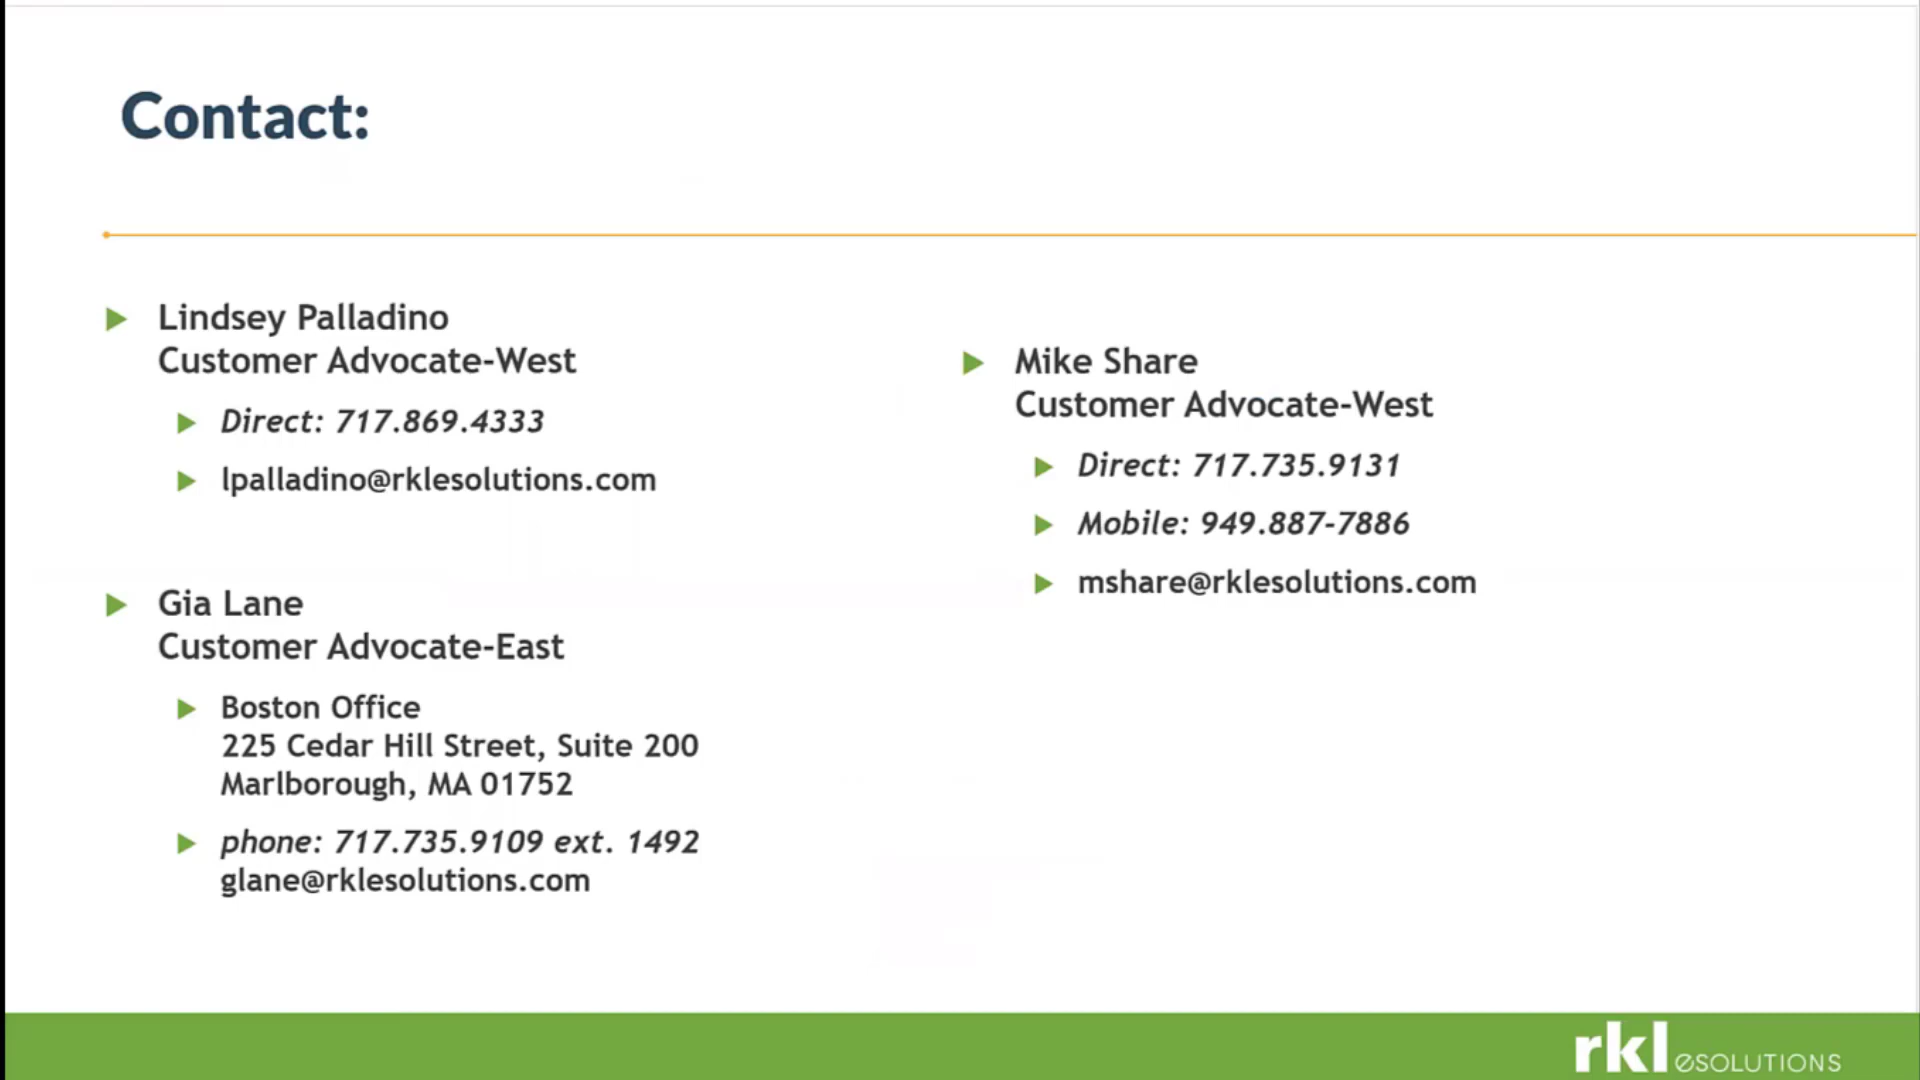 Contact:
Lindsey Palladino
Customer Advocate-West
Direct: 717.869.4333
lpalladino@rklesolutions.com
Gia Lane
Customer Advocate-East
Boston Office
225 Cedar Hill Street, Suite 200
Marlborough, MA 01752
phone: 717.735.9109 ext. 1492
glane@rklesolutions.com
Mike Share
Customer Advocate-West
Direct: 717.735.9131
Mobile: 949.887-7886
mshare@rklesolutions.com
rkl eSOLUTIONS